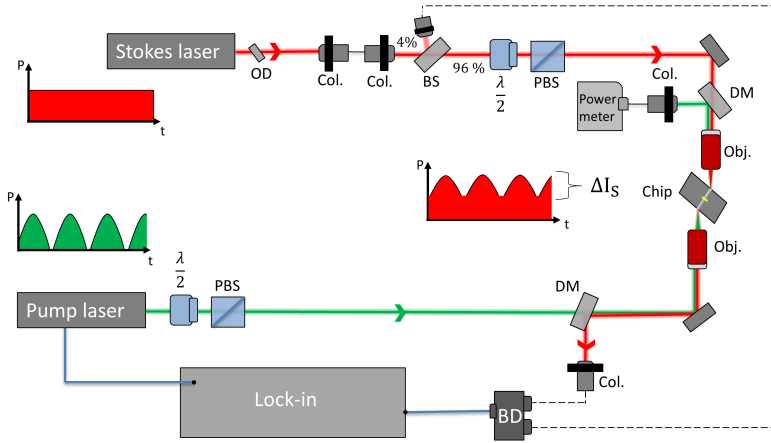 Stokes laser
OD
Col.
Col.
4%
BS
96 %
λ/2
PBS
Col.
DM
Power
meter
Obj.
P
t
P
t
ΔI_S
Chip
P
t
Obj.
λ/2
PBS
DM
Pump laser
Col.
Lock-in
BD